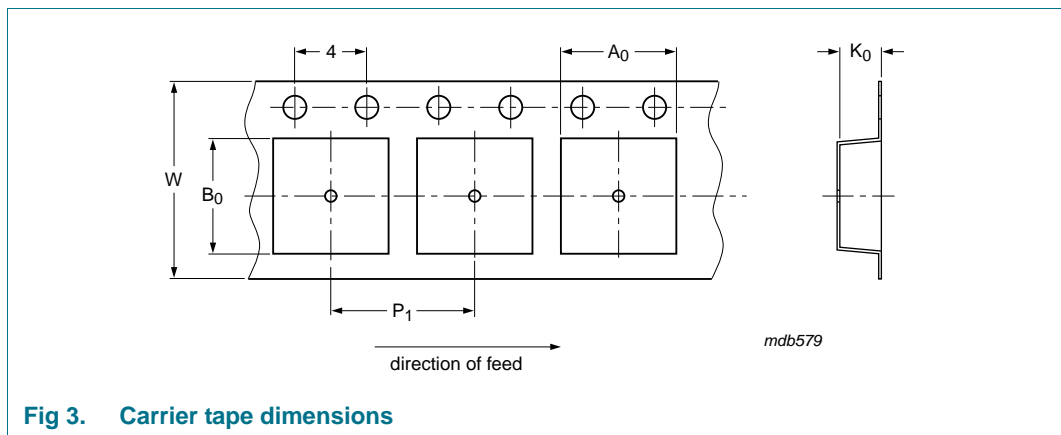 4
A0
K0
W
B0
P1
direction of feed
mdb579
Fig 3. Carrier tape dimensions